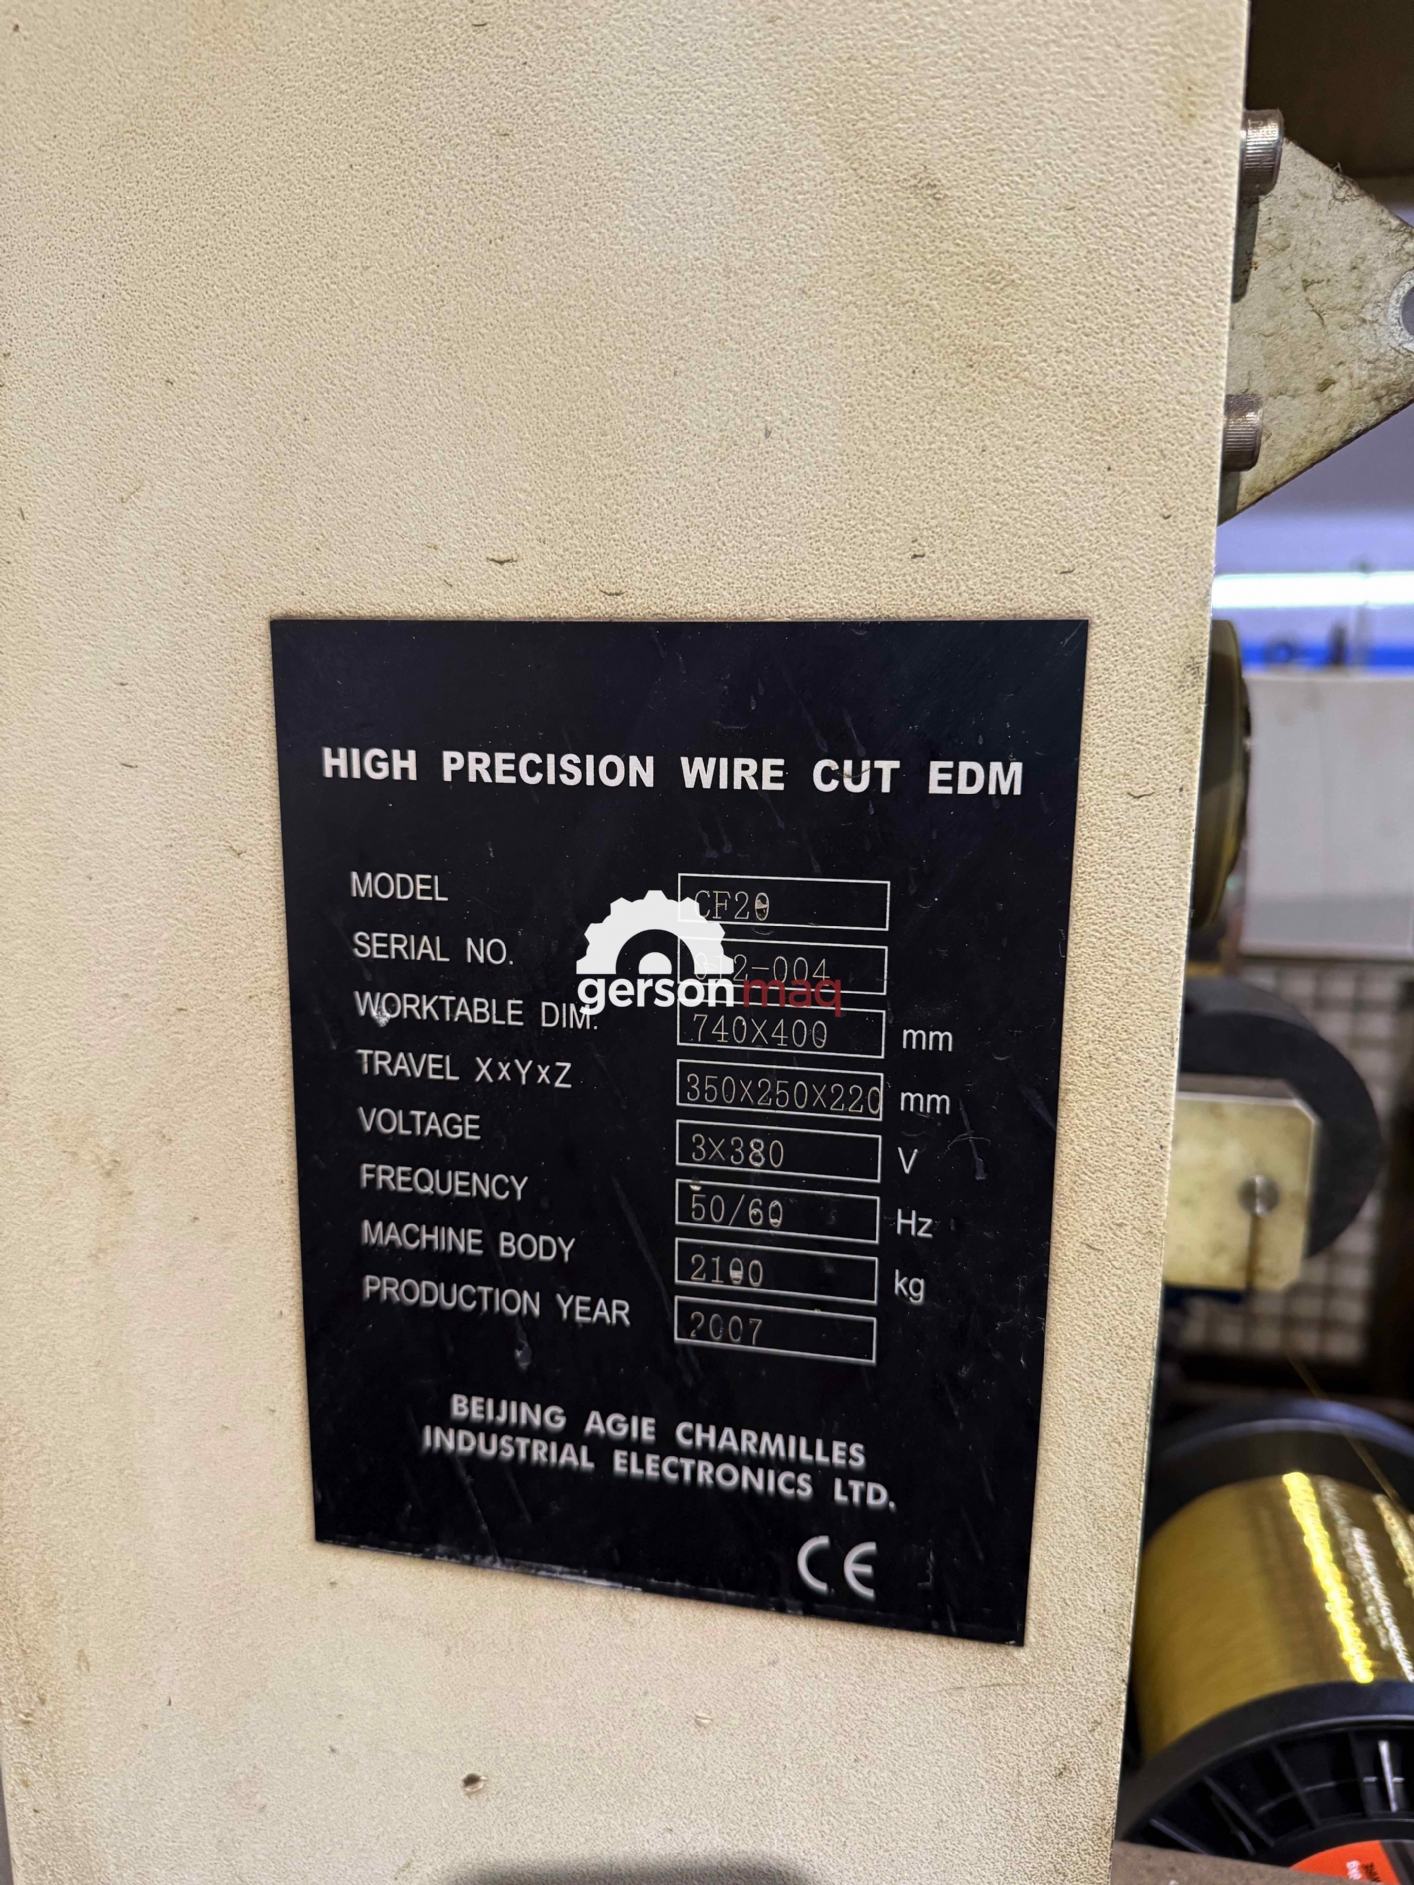 HIGH PRECISION WIRE CUT EDM
MODEL CF20
SERIAL NO. 012-004
WORKTABLE DIM. 740X400 mm
TRAVEL X×Y×Z 350X250X220 mm
VOLTAGE 3×380 V
FREQUENCY 50/60 Hz
MACHINE BODY 2100 kg
PRODUCTION YEAR 2007
BEIJING AGIE CHARMILLES
INDUSTRIAL ELECTRONICS LTD.
CE
gersonmaq